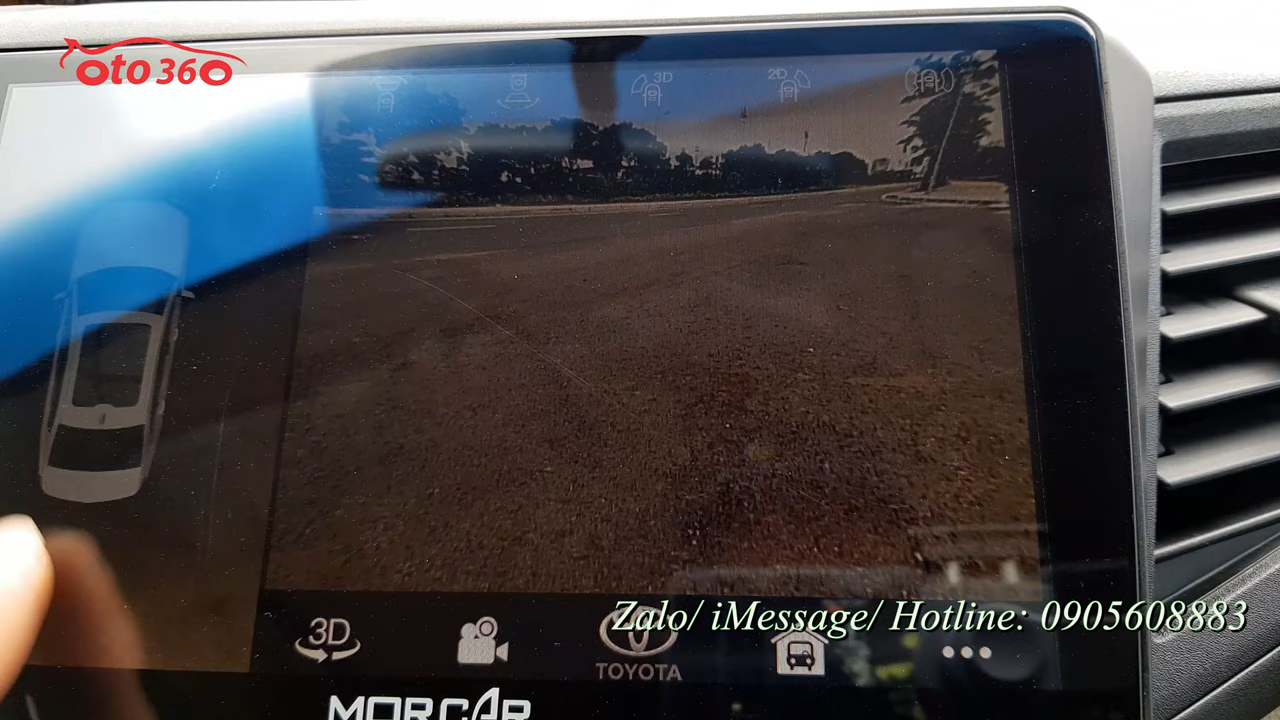 oto360
3D
2D
Zalo/ iMessage/ Hotline: 0905608883
3D
TOYOTA
MORCAR